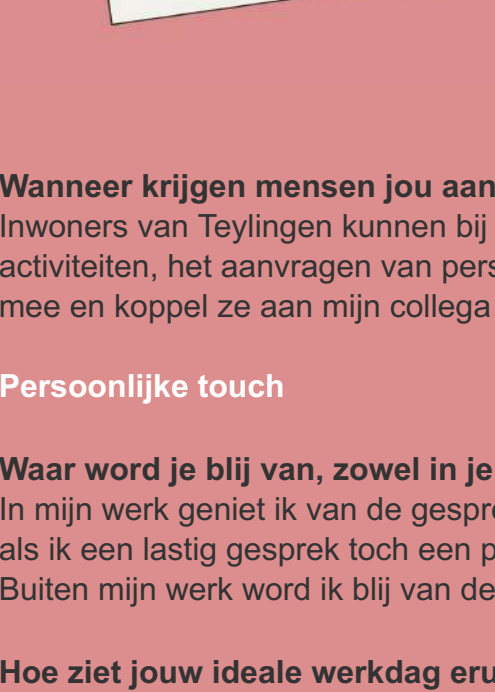 Wanneer krijgen mensen jou aan
Inwoners van Teylingen kunnen bij
activiteiten, het aanvragen van pers
mee en koppel ze aan mijn collega
Persoonlijke touch
Waar word je blij van, zowel in je
In mijn werk geniet ik van de gespre
als ik een lastig gesprek toch een p
Buiten mijn werk word ik blij van de
Hoe ziet jouw ideale werkdag eru